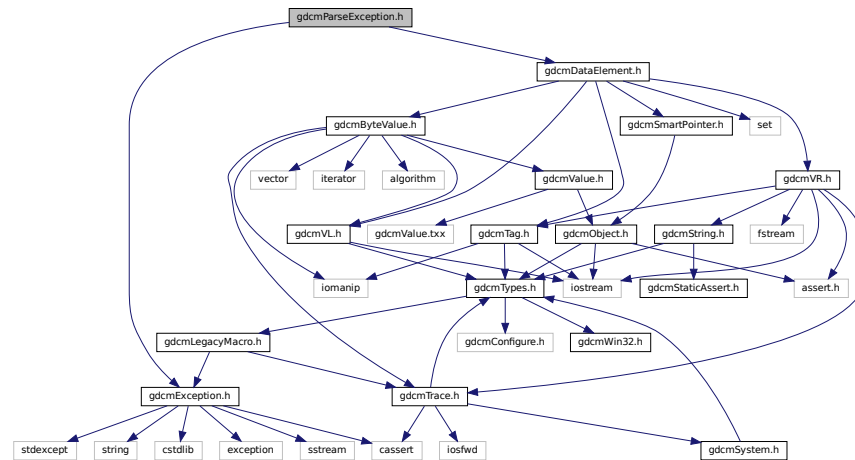 gdcmParseException.h
gdcmDataElement.h
gdcmByteValue.h
gdcmSmartPointer.h
set
vector
iterator
algorithm
gdcmValue.h
gdcmVR.h
gdcmVL.h
gdcmValue.txx
gdcmTag.h
gdcmObject.h
gdcmString.h
fstream
iomanip
gdcmTypes.h
iostream
gdcmStaticAssert.h
assert.h
gdcmLegacyMacro.h
gdcmConfigure.h
gdcmWin32.h
gdcmException.h
gdcmTrace.h
stdexcept
string
cstdlib
exception
sstream
cassert
iosfwd
gdcmSystem.h